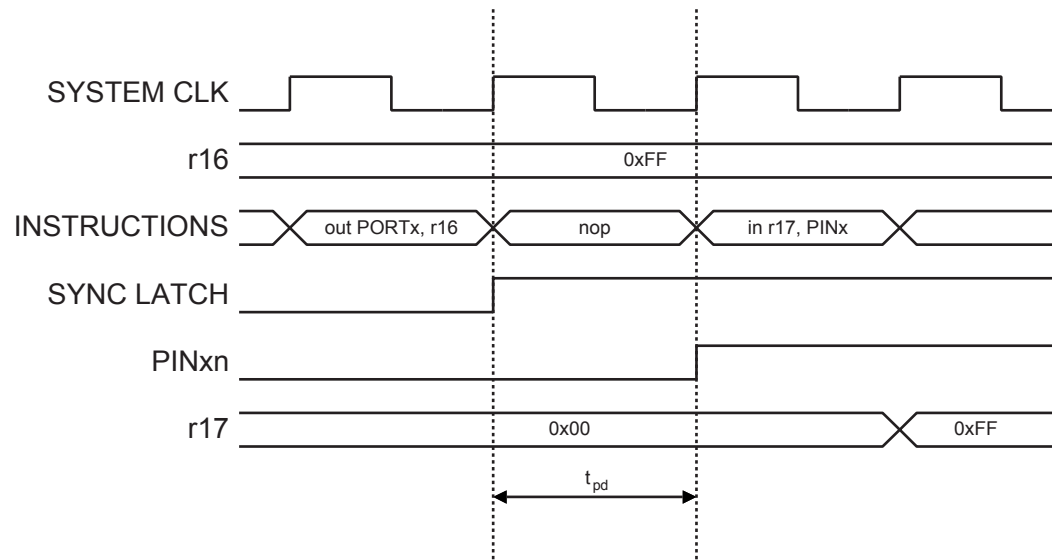 SYSTEM CLK
r16
0xFF
INSTRUCTIONS
out PORTx, r16
nop
in r17, PINx
SYNC LATCH
PINxn
r17
0x00
0xFF
tpd